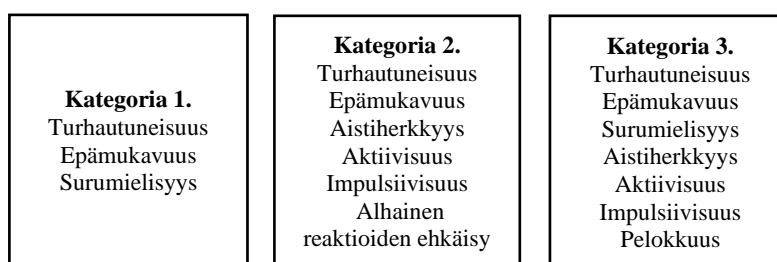 Kategoria 1.
Turhautuneisuus
Epämukavuus
Surumielisyys
Kategoria 2.
Turhautuneisuus
Epämukavuus
Aistiherkkyys
Aktiivisuus
Impulsiivisuus
Alhainen
reaktioiden ehkäisy
Kategoria 3.
Turhautuneisuus
Epämukavuus
Surumielisyys
Aistiherkkyys
Aktiivisuus
Impulsiivisuus
Pelokkuus